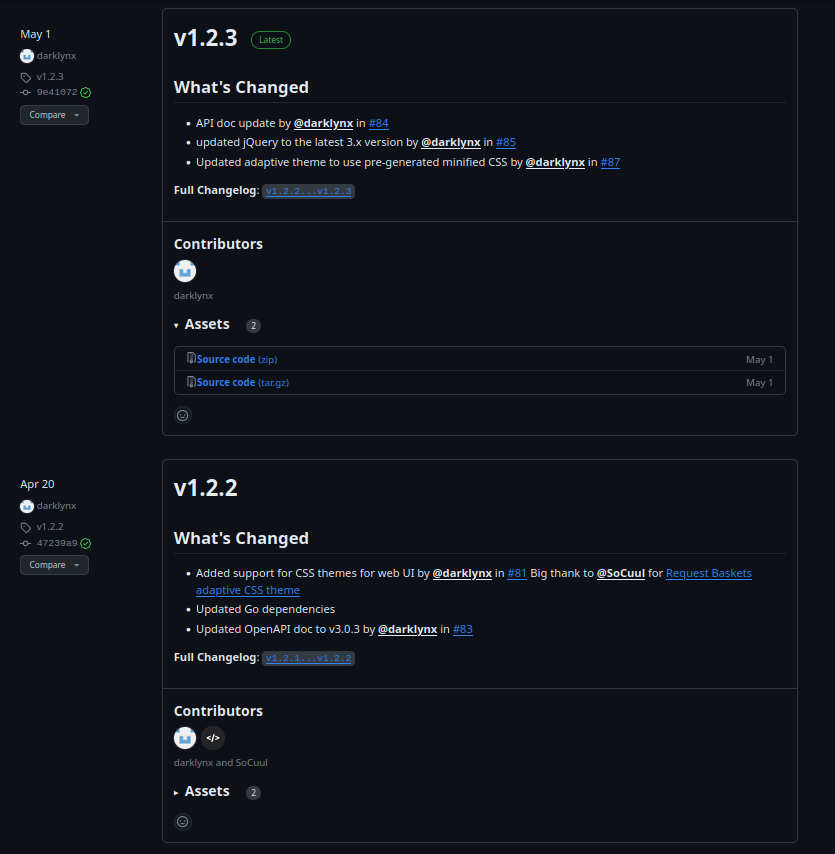 May 1
darklynx
v1.2.3
9e41072
Compare
v1.2.3 Latest
What's Changed
API doc update by @darklynx in #84
updated jQuery to the latest 3.x version by @darklynx in #85
Updated adaptive theme to use pre-generated minified CSS by @darklynx in #87
Full Changelog: v1.2.2...v1.2.3
Contributors
darklynx
Assets 2
Source code (zip) May 1
Source code (tar.gz) May 1
Apr 20
darklynx
v1.2.2
47239a9
Compare
v1.2.2
What's Changed
Added support for CSS themes for web UI by @darklynx in #81 Big thank to @SoCuul for Request Baskets
adaptive CSS theme
Updated Go dependencies
Updated OpenAPI doc to v3.0.3 by @darklynx in #83
Full Changelog: v1.2.1...v1.2.2
Contributors
</>
darklynx and SoCuul
Assets 2